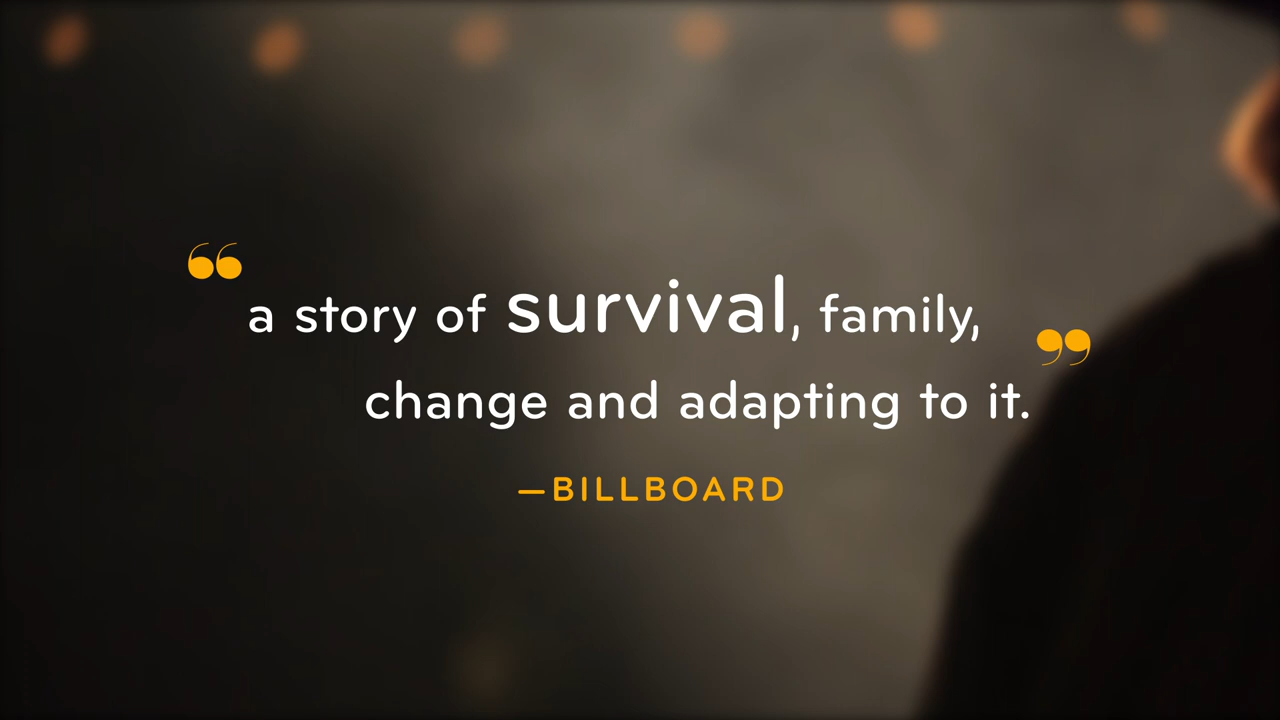 “a story of survival, family,
change and adapting to it.”
—BILLBOARD